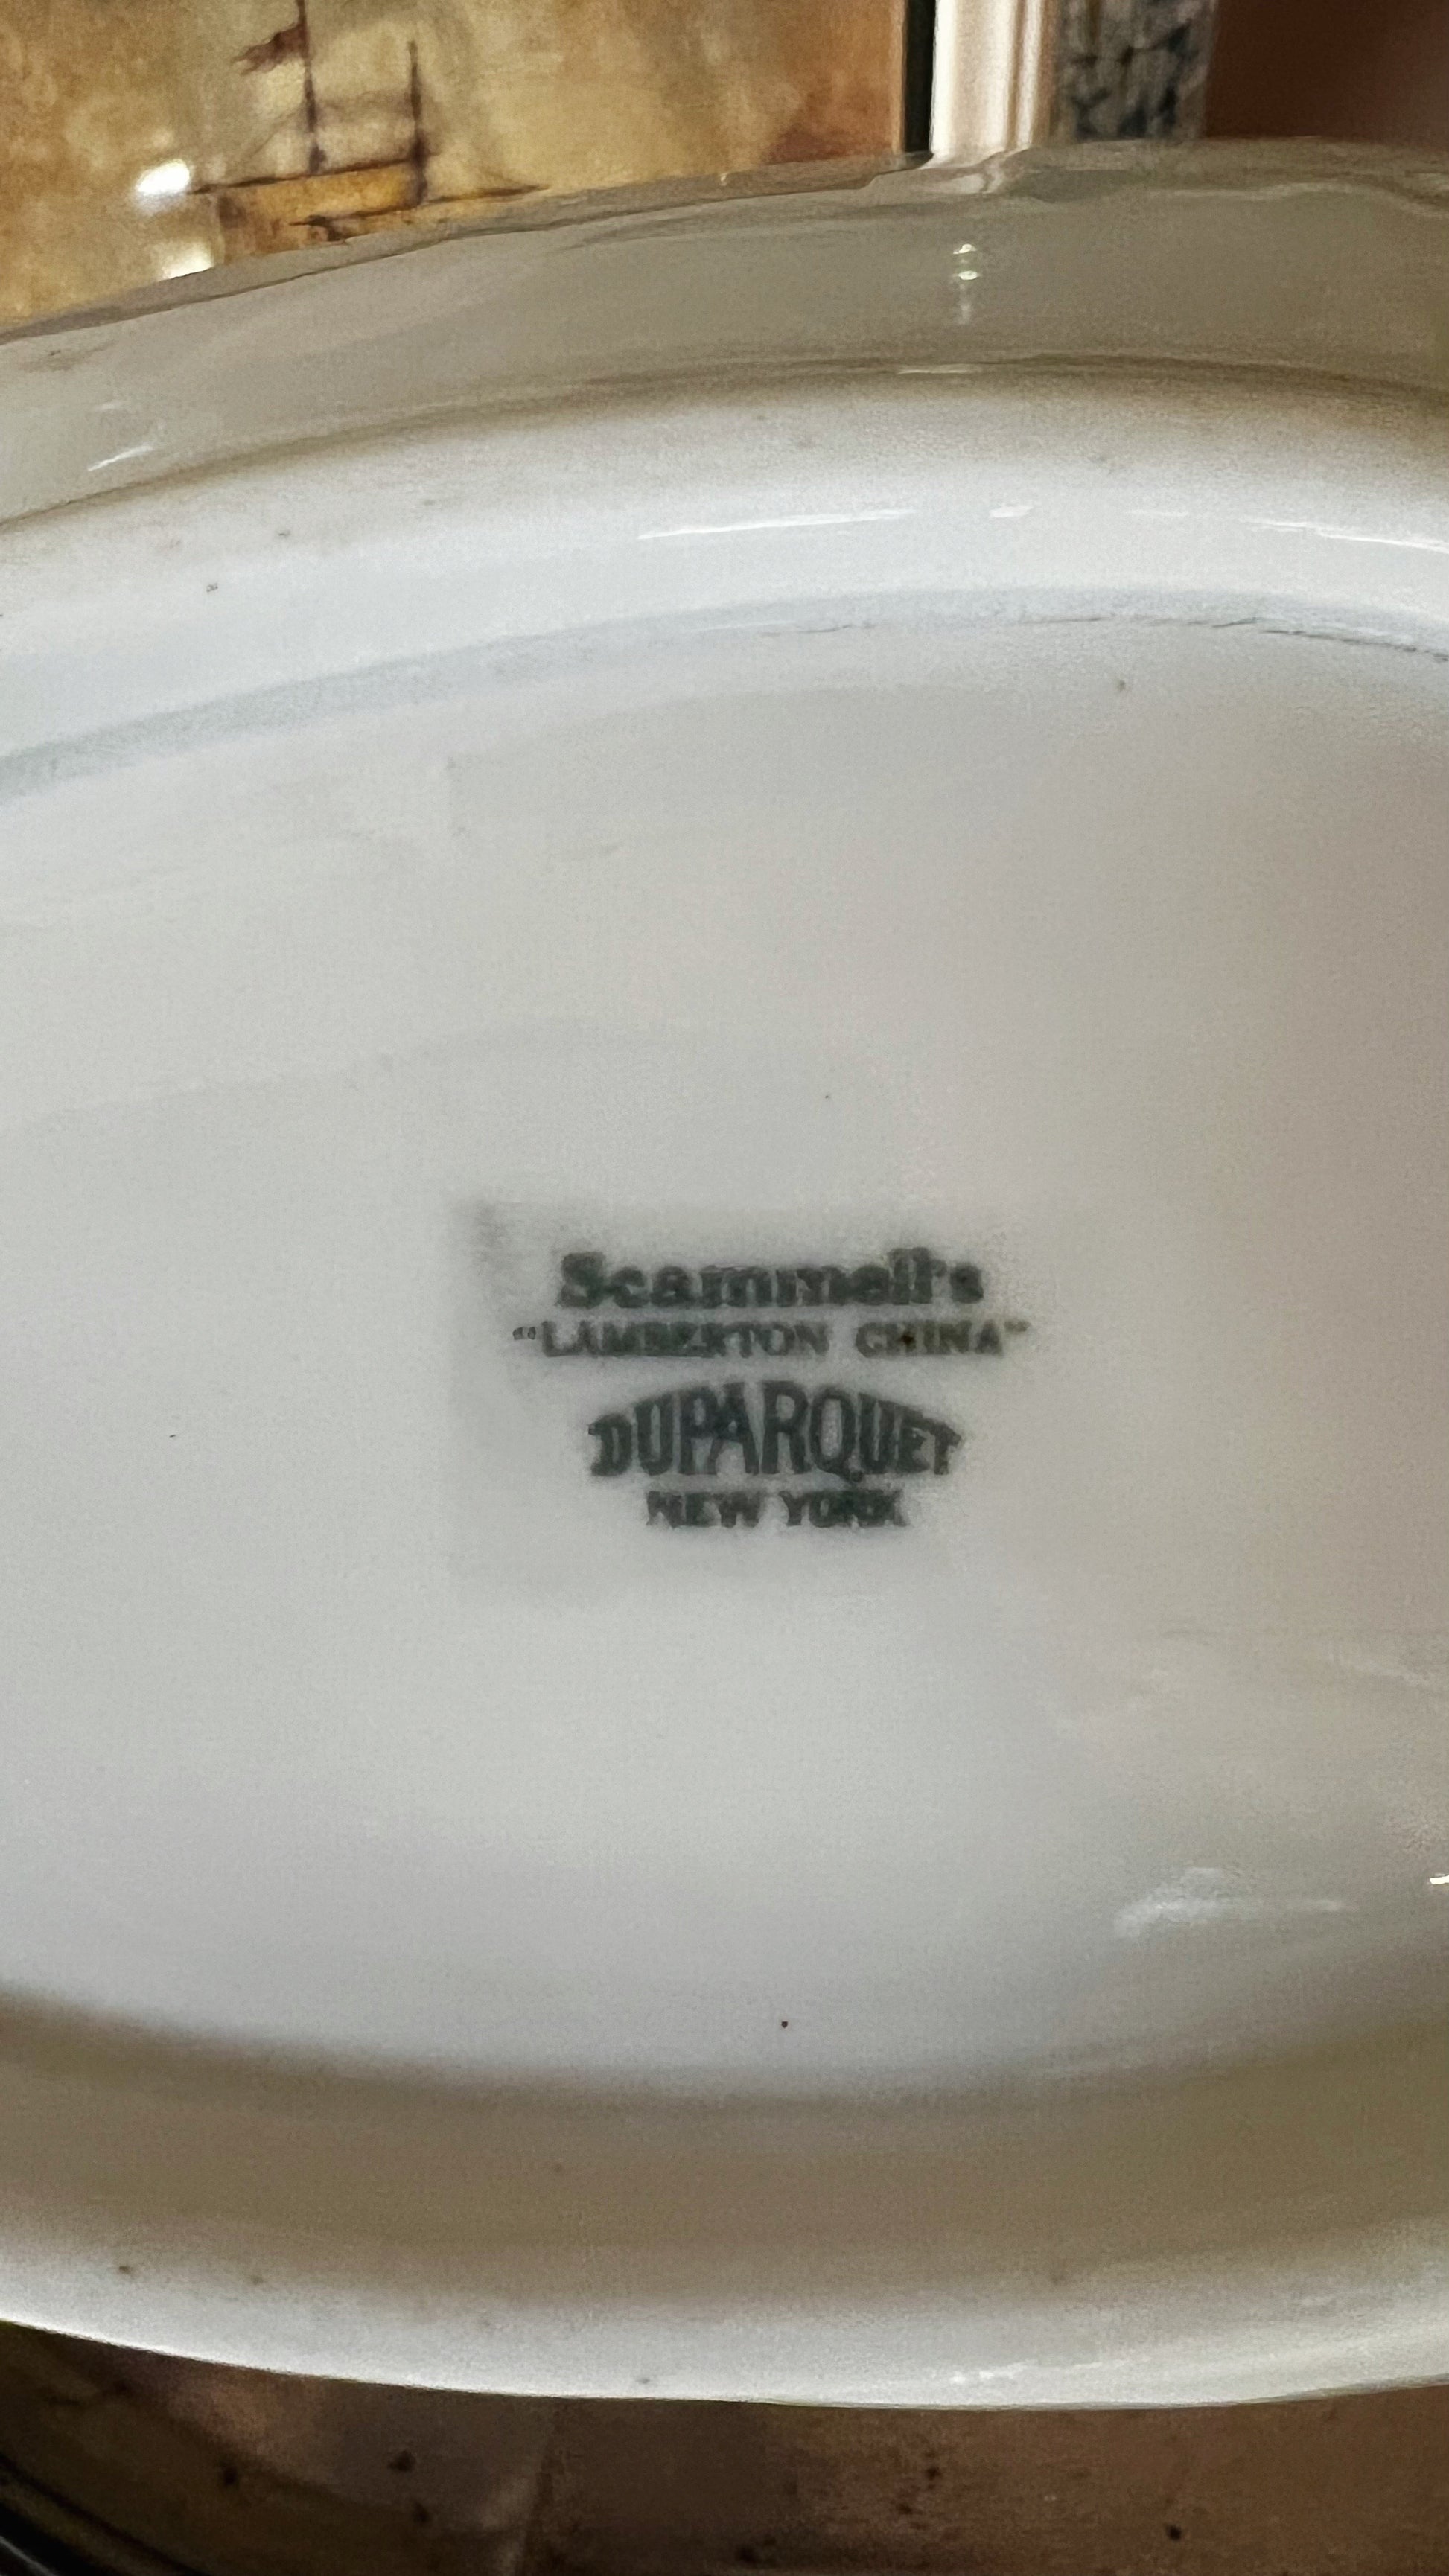 Scammell's
"LAMBERTON CHINA"
DUPARQUET
NEW YORK